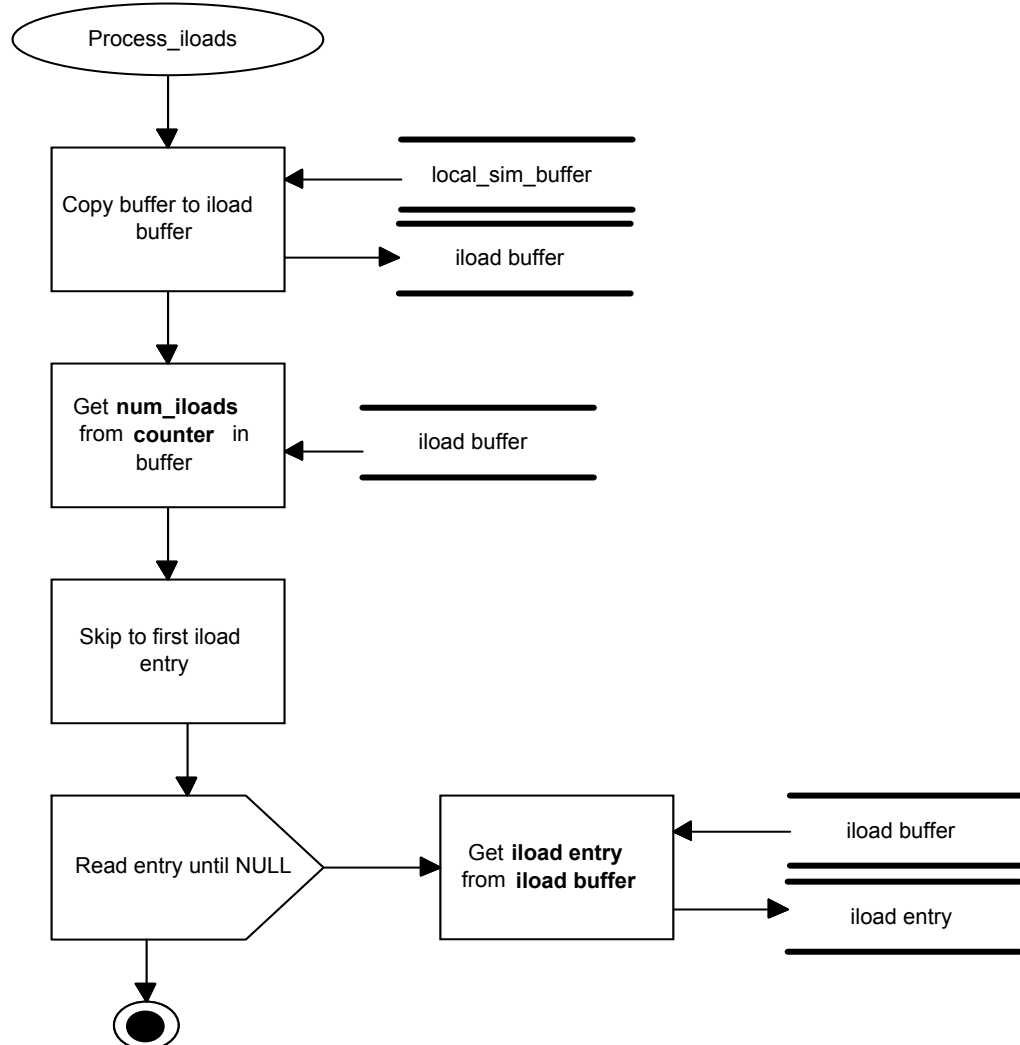 Process_iloads
local_sim_buffer
Copy buffer to iload
buffer
iload buffer
Get num_iloads
from counter in
buffer
iload buffer
Skip to first iload
entry
Read entry until NULL
Get iload entry
from iload buffer
iload buffer
iload entry